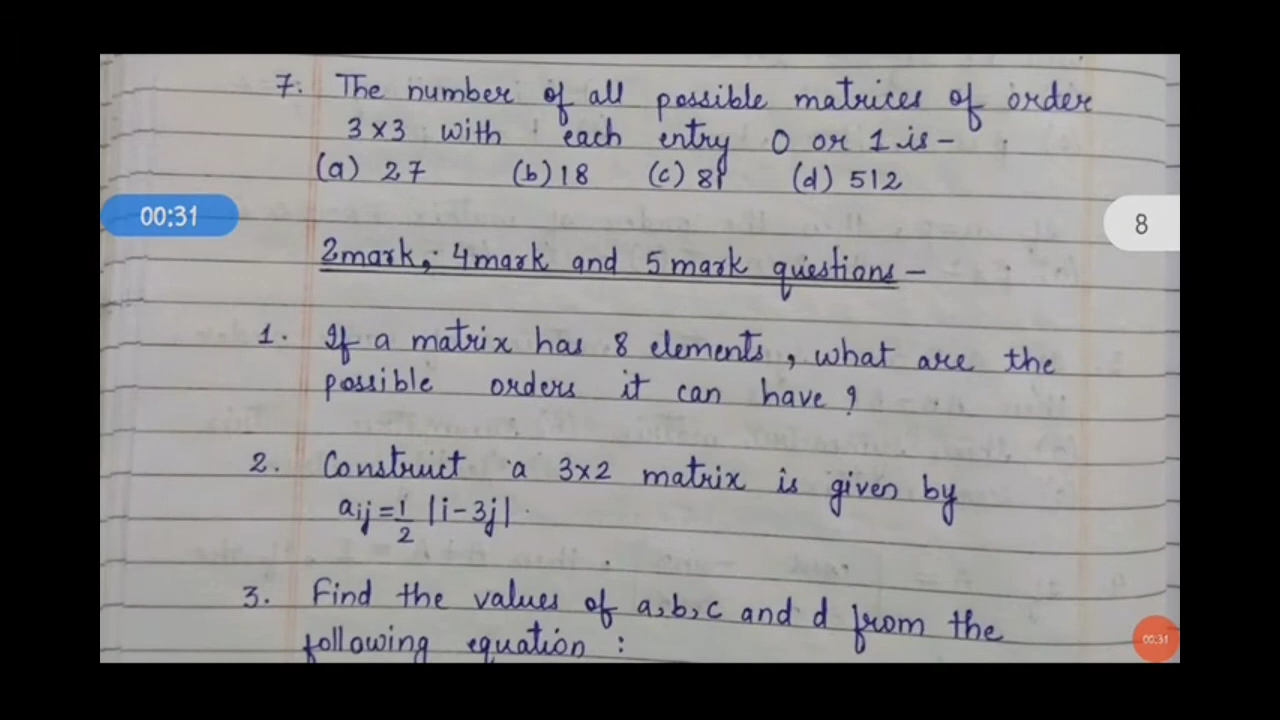 7. The number of all possible matrices of order
3×3 with each entry 0 or 1 is –
(a) 27 (b) 18 (c) 81 (d) 512
00:31
8
2mark, 4mark and 5mark questions –
1. If a matrix has 8 elements, what are the
possible orders it can have ?
2. Construct a 3×2 matrix is given by
aij = 1/2 |i-3j|
3. Find the values of a,b,c and d from the
following equation :
00:31